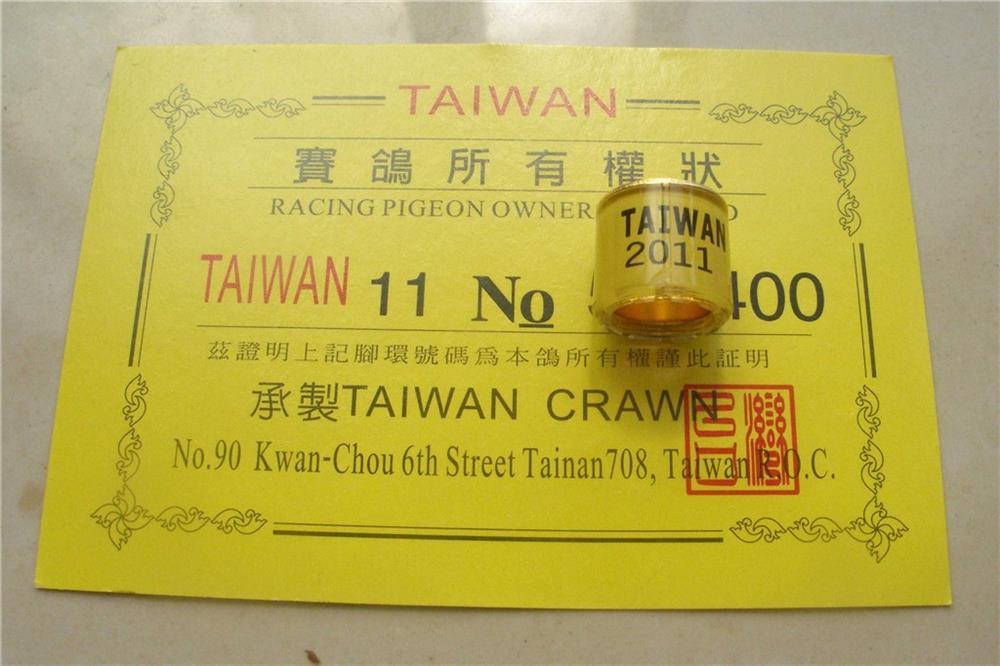 TAIWAN
賽鴿所有權狀
RACING PIGEON OWNER
TAIWAN 11 No 400
茲證明上記腳環號碼爲本鴿所有權謹此証明
承製TAIWAN CRAWN
No.90 Kwan-Chou 6th Street Tainan708, Taiwan R.O.C.
TAIWAN
2011